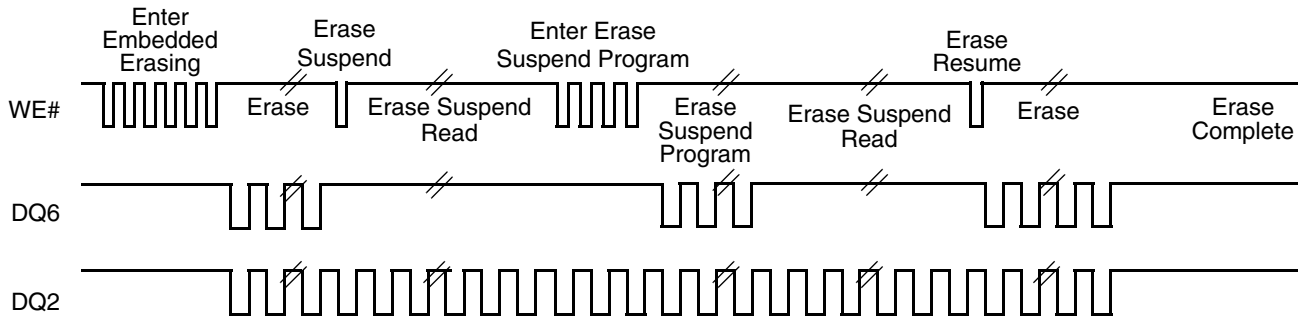 Enter
Embedded
Erasing
Erase
Suspend
Enter Erase
Suspend Program
Erase
Resume
WE#
Erase
Erase Suspend
Read
Erase
Suspend
Program
Erase Suspend
Read
Erase
Erase
Complete
DQ6
DQ2